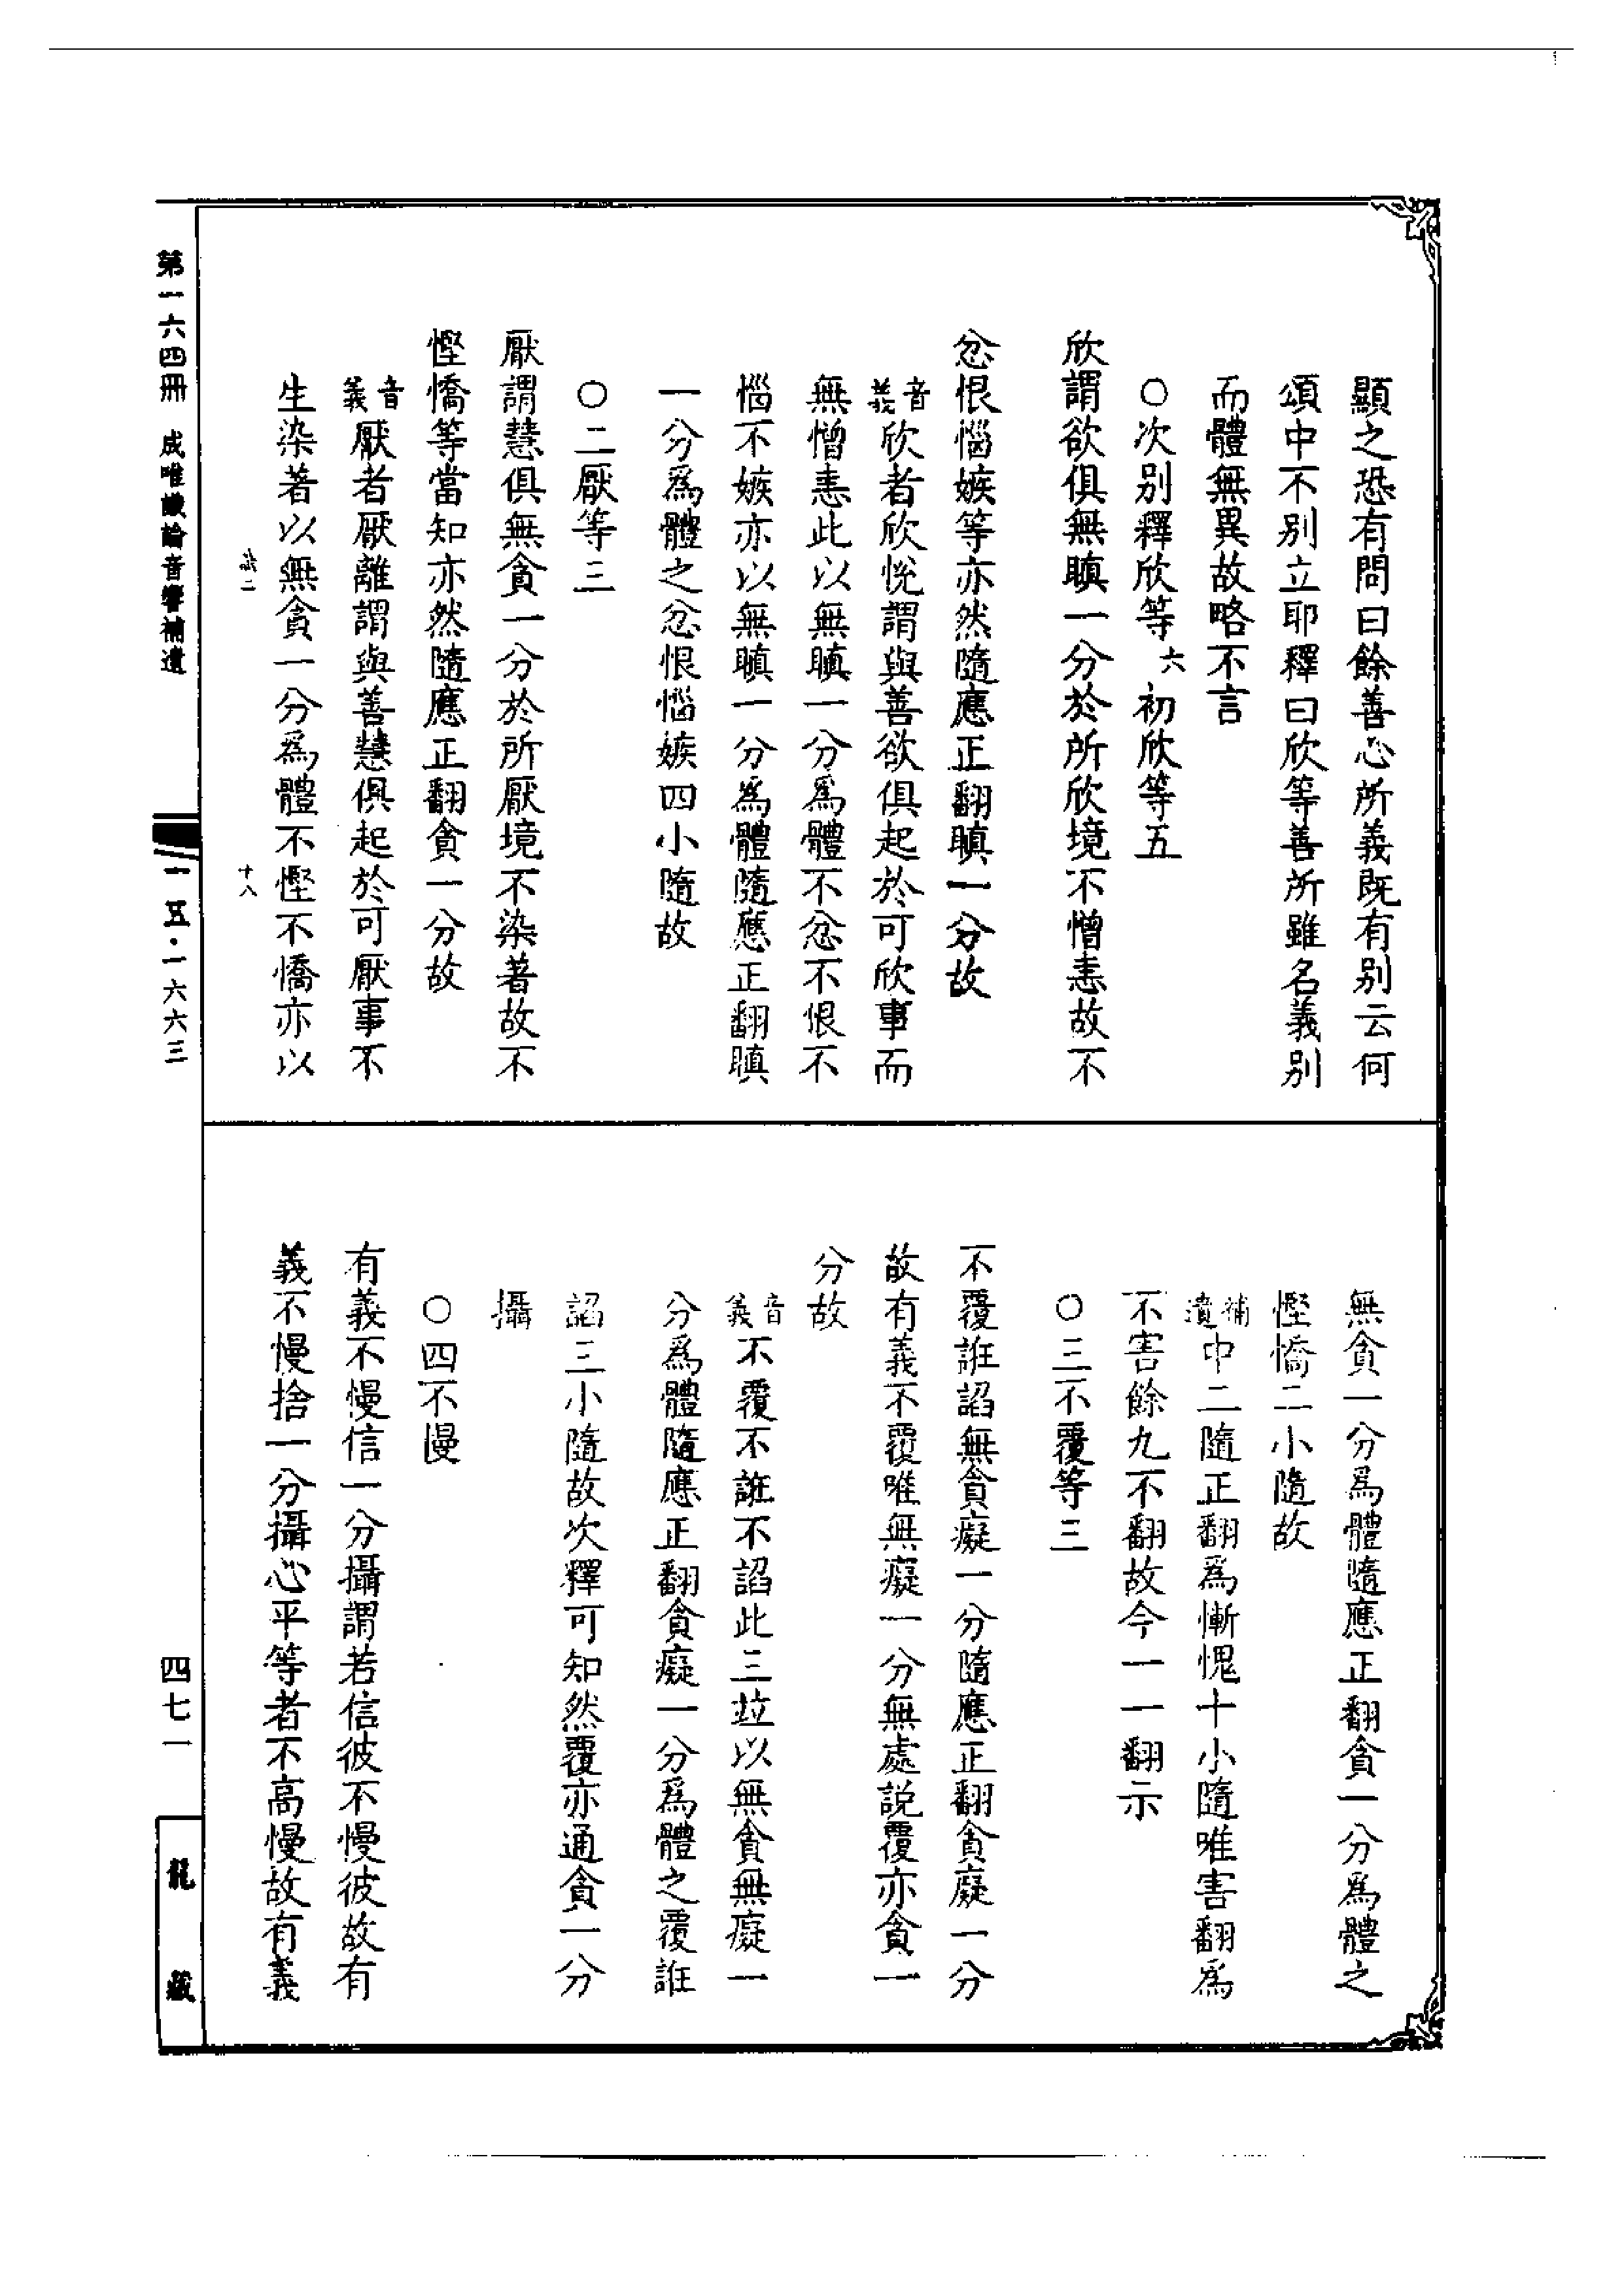 顯之恐有問曰餘善心所義既有别云何
頌中不别立耶釋曰欣等善所雖名義别
而體無異故略不言
○次别釋欣等六 初欣等五
欣謂欲俱無瞋一分於所欣境不憎恚故不
忿恨惱嫉等亦然隨應正翻瞋一分故
音義欣者欣悅謂與善欲俱起於可欣事而
無憎恚此以無瞋一分爲體不忿不恨不
惱不嫉亦以無瞋一分爲體隨應正翻瞋
一分爲體之忿恨惱嫉四小隨故
○二厭等三
厭謂慧俱無貪一分於所厭境不染著故不
慳憍等當知亦然隨應正翻貪一分故
音義厭者厭離謂與善慧俱起於可厭事不
生染著以無貪一分爲體不慳不憍亦以
十八
無貪一分爲體隨應正翻貪一分爲體之
慳憍二小隨故
補遺中二隨正翻爲慚愧十小隨唯害翻爲
不害餘九不翻故今一一翻示
○三不覆等三
不覆誑諂無貪癡一分隨應正翻貪癡一分
故有義不覆唯無癡一分無處說覆亦貪一
分故
音義不覆不誑不諂此三竝以無貪無癡一
分爲體隨應正翻貪癡一分爲體之覆誑
諂三小隨故次釋可知然覆亦通貪一分
攝
○四不慢
有義不慢信一分攝謂若信彼不慢彼故有
義不慢捨一分攝心平等者不高慢故有義
第一六四冊 成唯識論音響補遺
一五·一六六三
四七一
龍藏